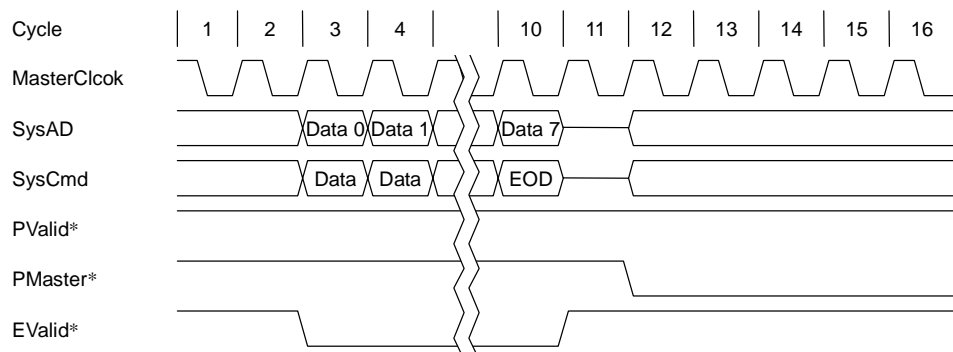 Cycle 1 2 3 4 10 11 12 13 14 15 16
MasterClcok
SysAD Data 0 Data 1 Data 7
SysCmd Data Data EOD
PValid*
PMaster*
EValid*